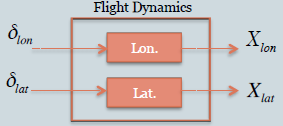 Flight Dynamics
δlon Lon. Xlon
δlat Lat. Xlat